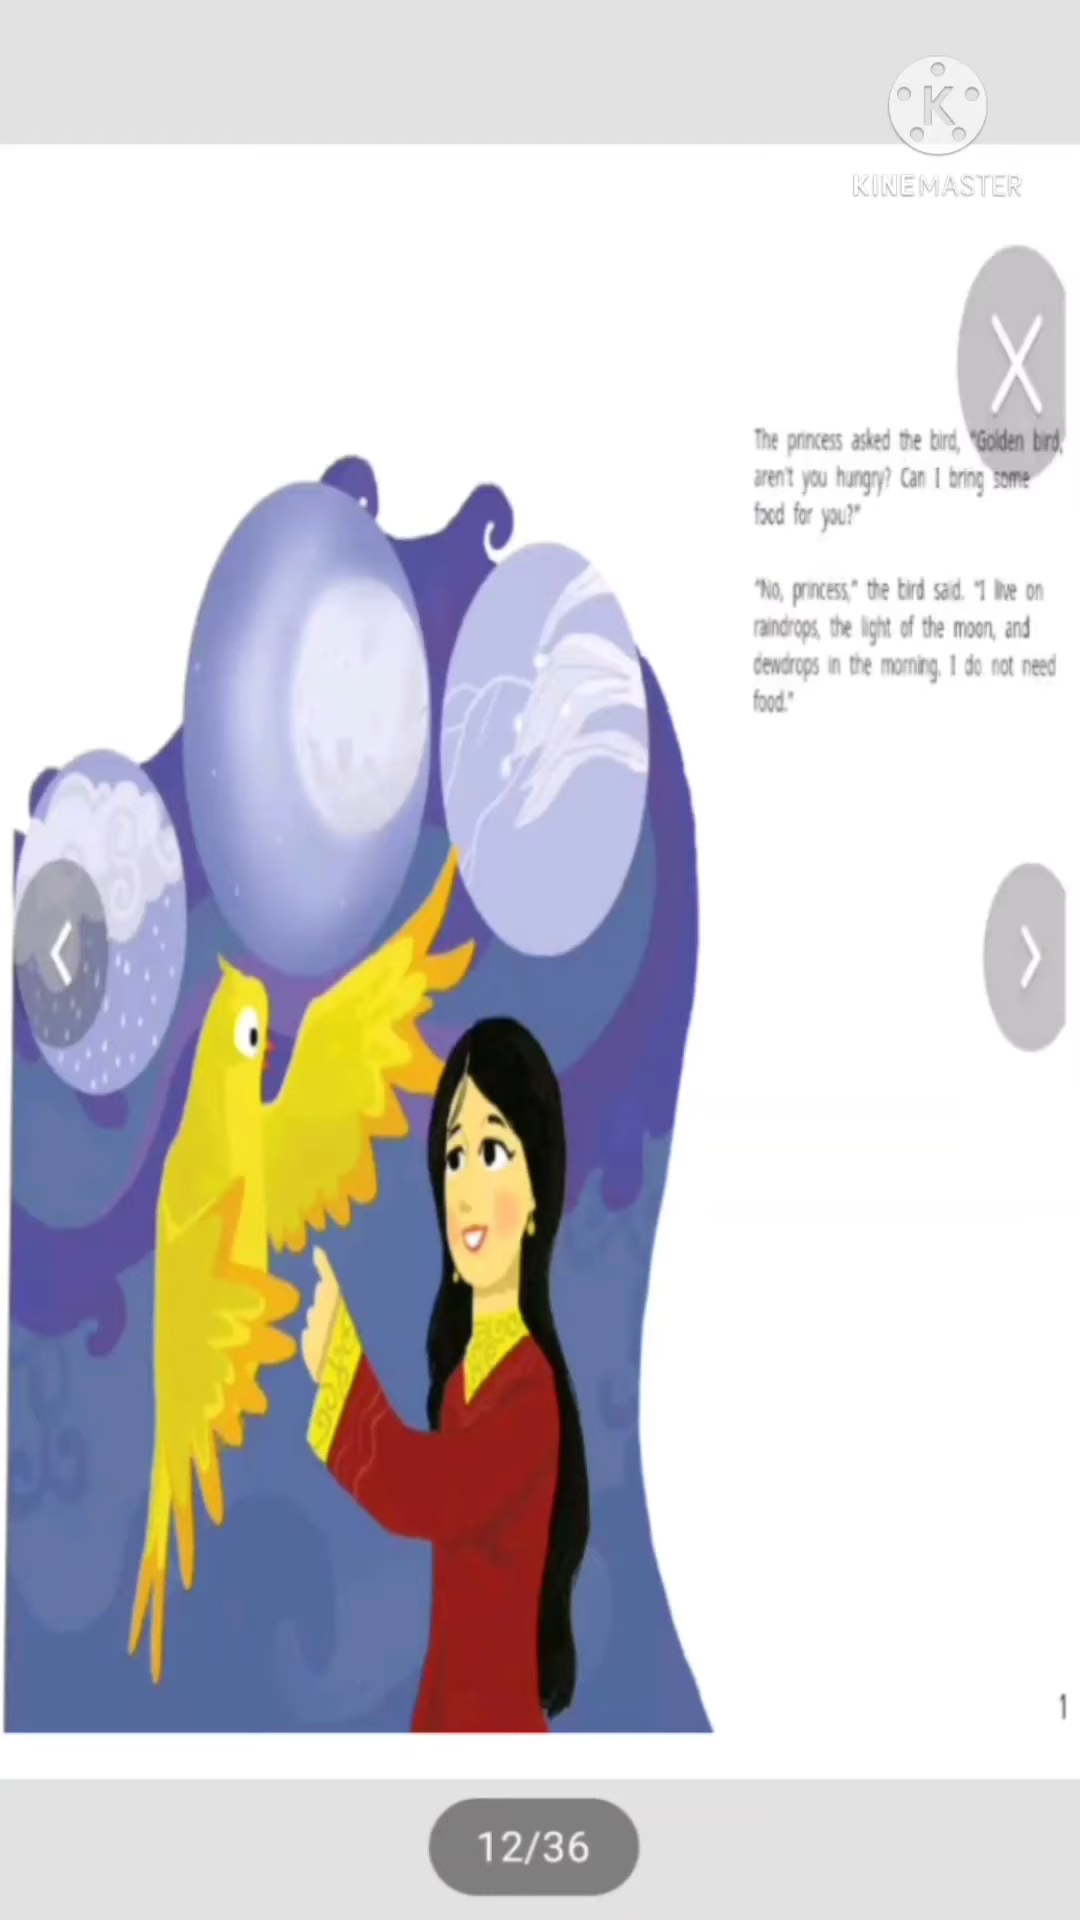 KINEMASTER
The princess asked the bird, "Golden bird,
aren't you hungry? Can I bring some
food for you?"
"No, princess," the bird said. "I live on
raindrops, the light of the moon, and
dewdrops in the morning. I do not need
food."
1
12/36